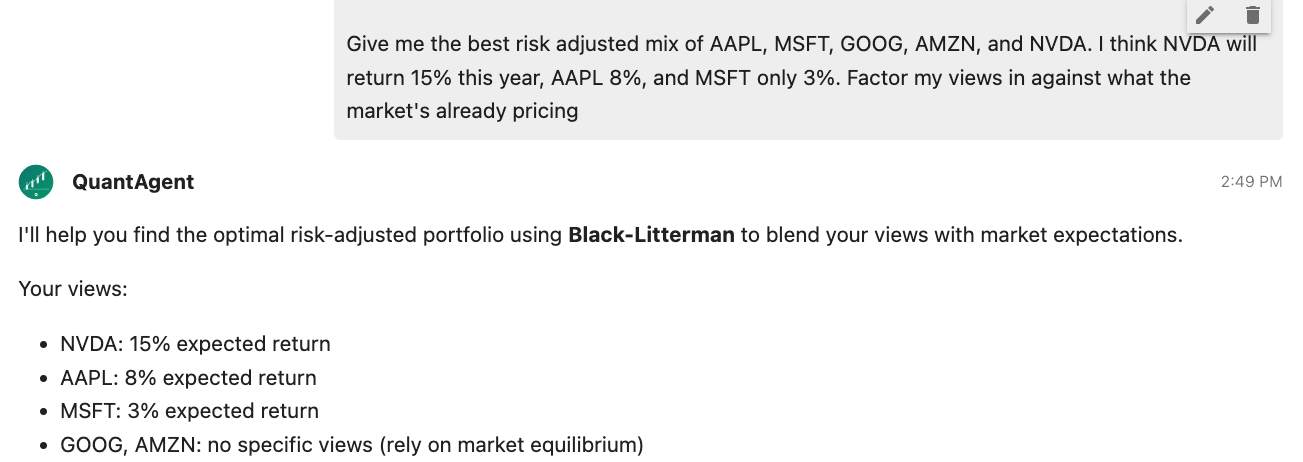 Give me the best risk adjusted mix of AAPL, MSFT, GOOG, AMZN, and NVDA. I think NVDA will
return 15% this year, AAPL 8%, and MSFT only 3%. Factor my views in against what the
market's already pricing
QuantAgent
2:49 PM
I'll help you find the optimal risk-adjusted portfolio using Black-Litterman to blend your views with market expectations.
Your views:
• NVDA: 15% expected return
• AAPL: 8% expected return
• MSFT: 3% expected return
• GOOG, AMZN: no specific views (rely on market equilibrium)